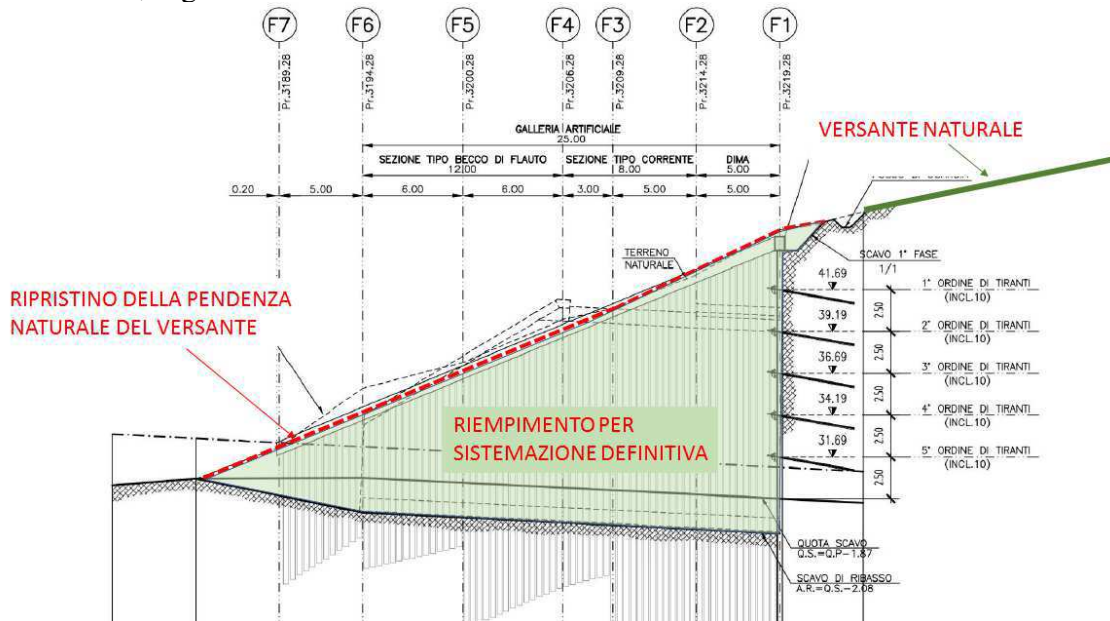 F7 F6 F5 F4 F3 F2 F1
Pr.3189.28 Pr.3194.28 Pr.3200.28 Pr.3206.28 Pr.3209.28 Pr.3214.28 Pr.3219.28
GALLERIA ARTIFICIALE
25.00
SEZIONE TIPO BECCO DI FLAUTO SEZIONE TIPO CORRENTE DIMA
12.00 8.00 5.00
0.20 5.00 6.00 6.00 3.00 5.00 5.00
VERSANTE NATURALE
TERRENO
NATURALE
SCAVO 1° FASE
1/1
RIPRISTINO DELLA PENDENZA
NATURALE DEL VERSANTE
41.69
1° ORDINE DI TIRANTI
(INCL.10)
2.50
39.19
2° ORDINE DI TIRANTI
(INCL.10)
2.50
36.69
3° ORDINE DI TIRANTI
(INCL.10)
2.50
34.19
4° ORDINE DI TIRANTI
(INCL.10)
2.50
31.69
5° ORDINE DI TIRANTI
(INCL.10)
2.50
RIEMPIMENTO PER
SISTEMAZIONE DEFINITIVA
QUOTA SCAVO
Q.S.=Q.P-1.87
SCAVO DI RIBASSO
A.R.=Q.S.-2.08